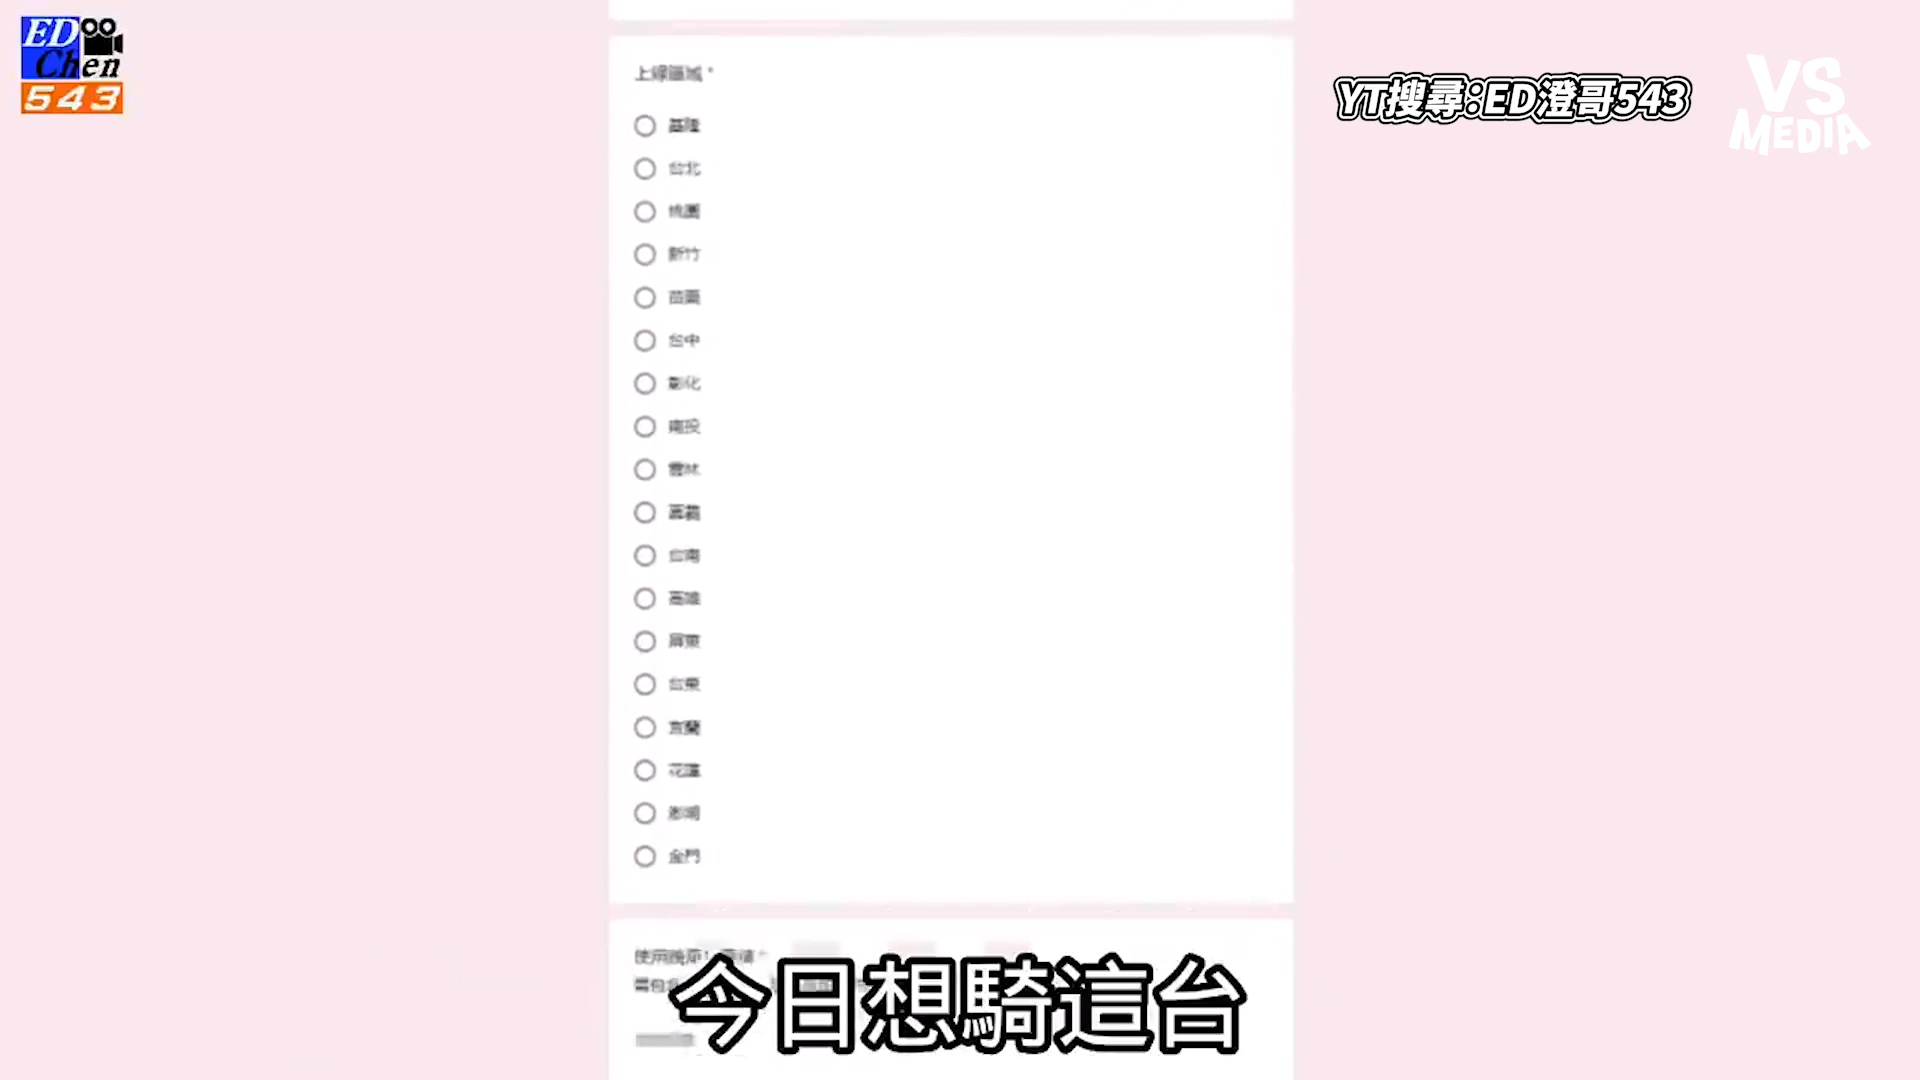 ED
Chen
543
YT搜尋:ED澄哥543
VS
MEDIA
上線區域 *
基隆
台北
桃園
新竹
苗栗
台中
彰化
南投
雲林
嘉義
台南
高雄
屏東
台東
宜蘭
花蓮
澎湖
金門
今日想騎這台